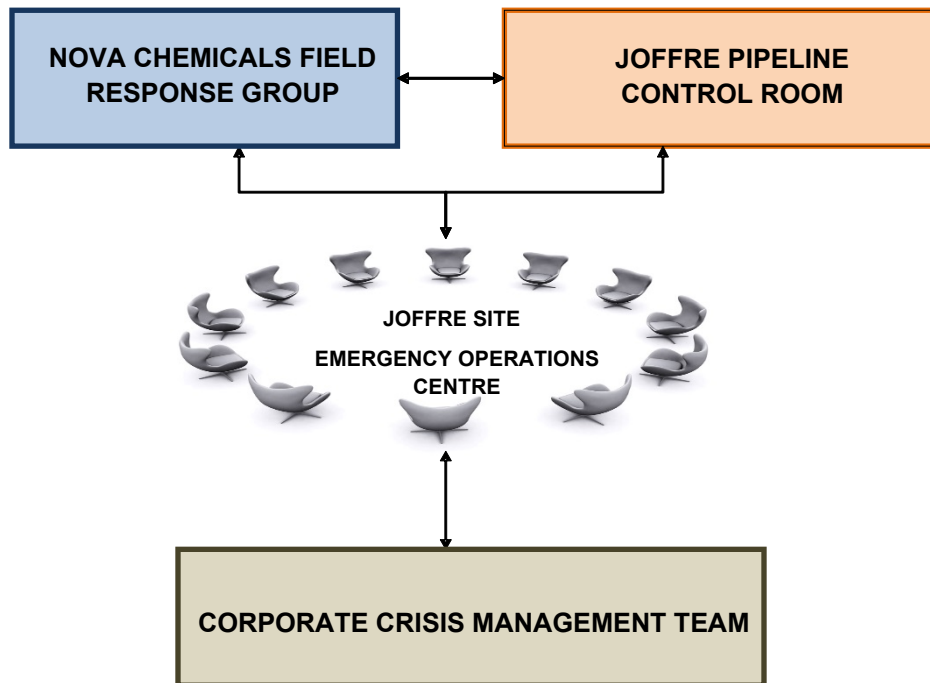 NOVA CHEMICALS FIELD
RESPONSE GROUP
JOFFRE PIPELINE
CONTROL ROOM
JOFFRE SITE
EMERGENCY OPERATIONS
CENTRE
CORPORATE CRISIS MANAGEMENT TEAM